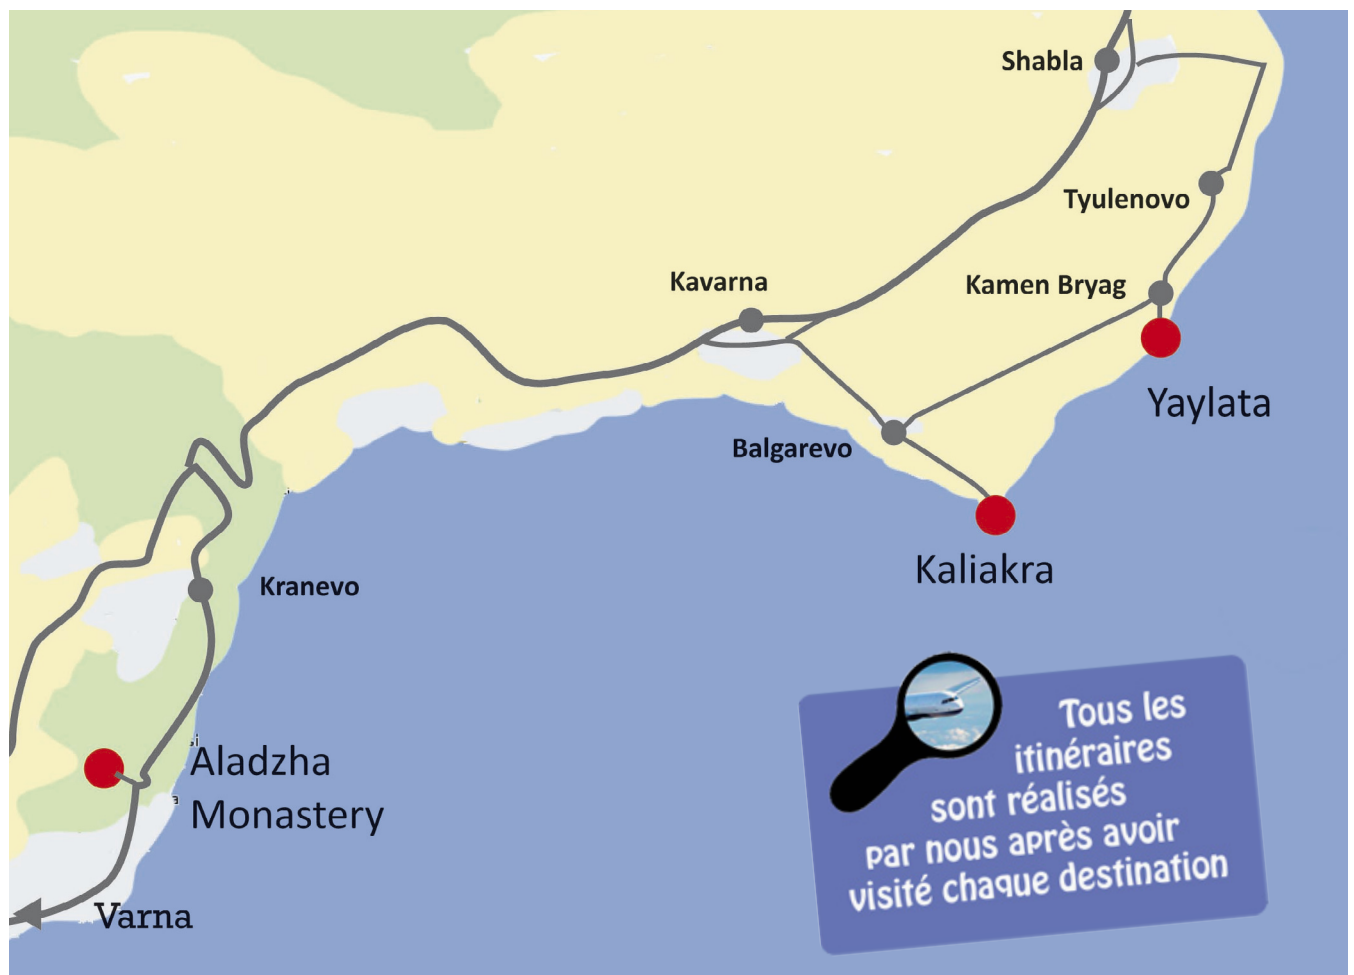 Shabla
Tyulenovo
Kavarna
Kamen Bryag
Yaylata
Balgarevo
Kaliakra
Kranevo
Aladzha
Monastery
Varna
Tous les
itinéraires
sont réalisés
par nous après avoir
visité chaque destination